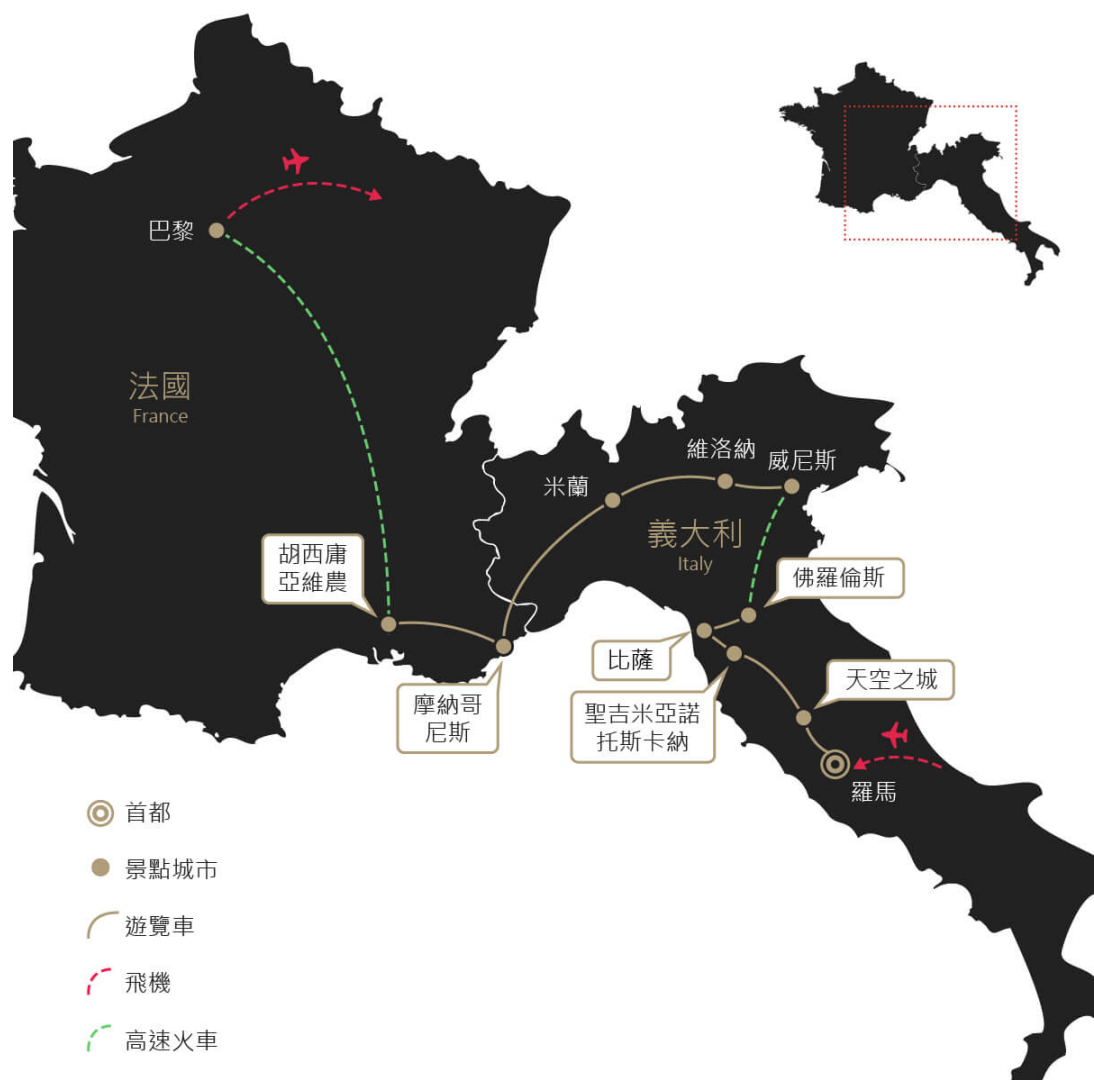 巴黎
法國
France
維洛納
威尼斯
米蘭
義大利
Italy
胡西庸
亞維農
佛羅倫斯
比薩
天空之城
摩納哥
尼斯
聖吉米亞諾
托斯卡納
羅馬
首都
景點城市
遊覽車
飛機
高速火車